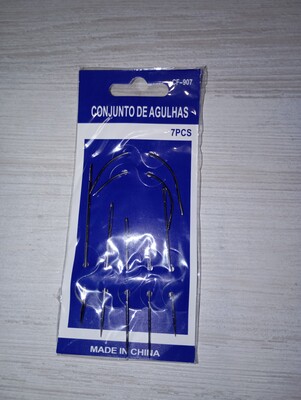 CF-907
CONJUNTO DE AGULHAS
7PCS
MADE IN CHINA